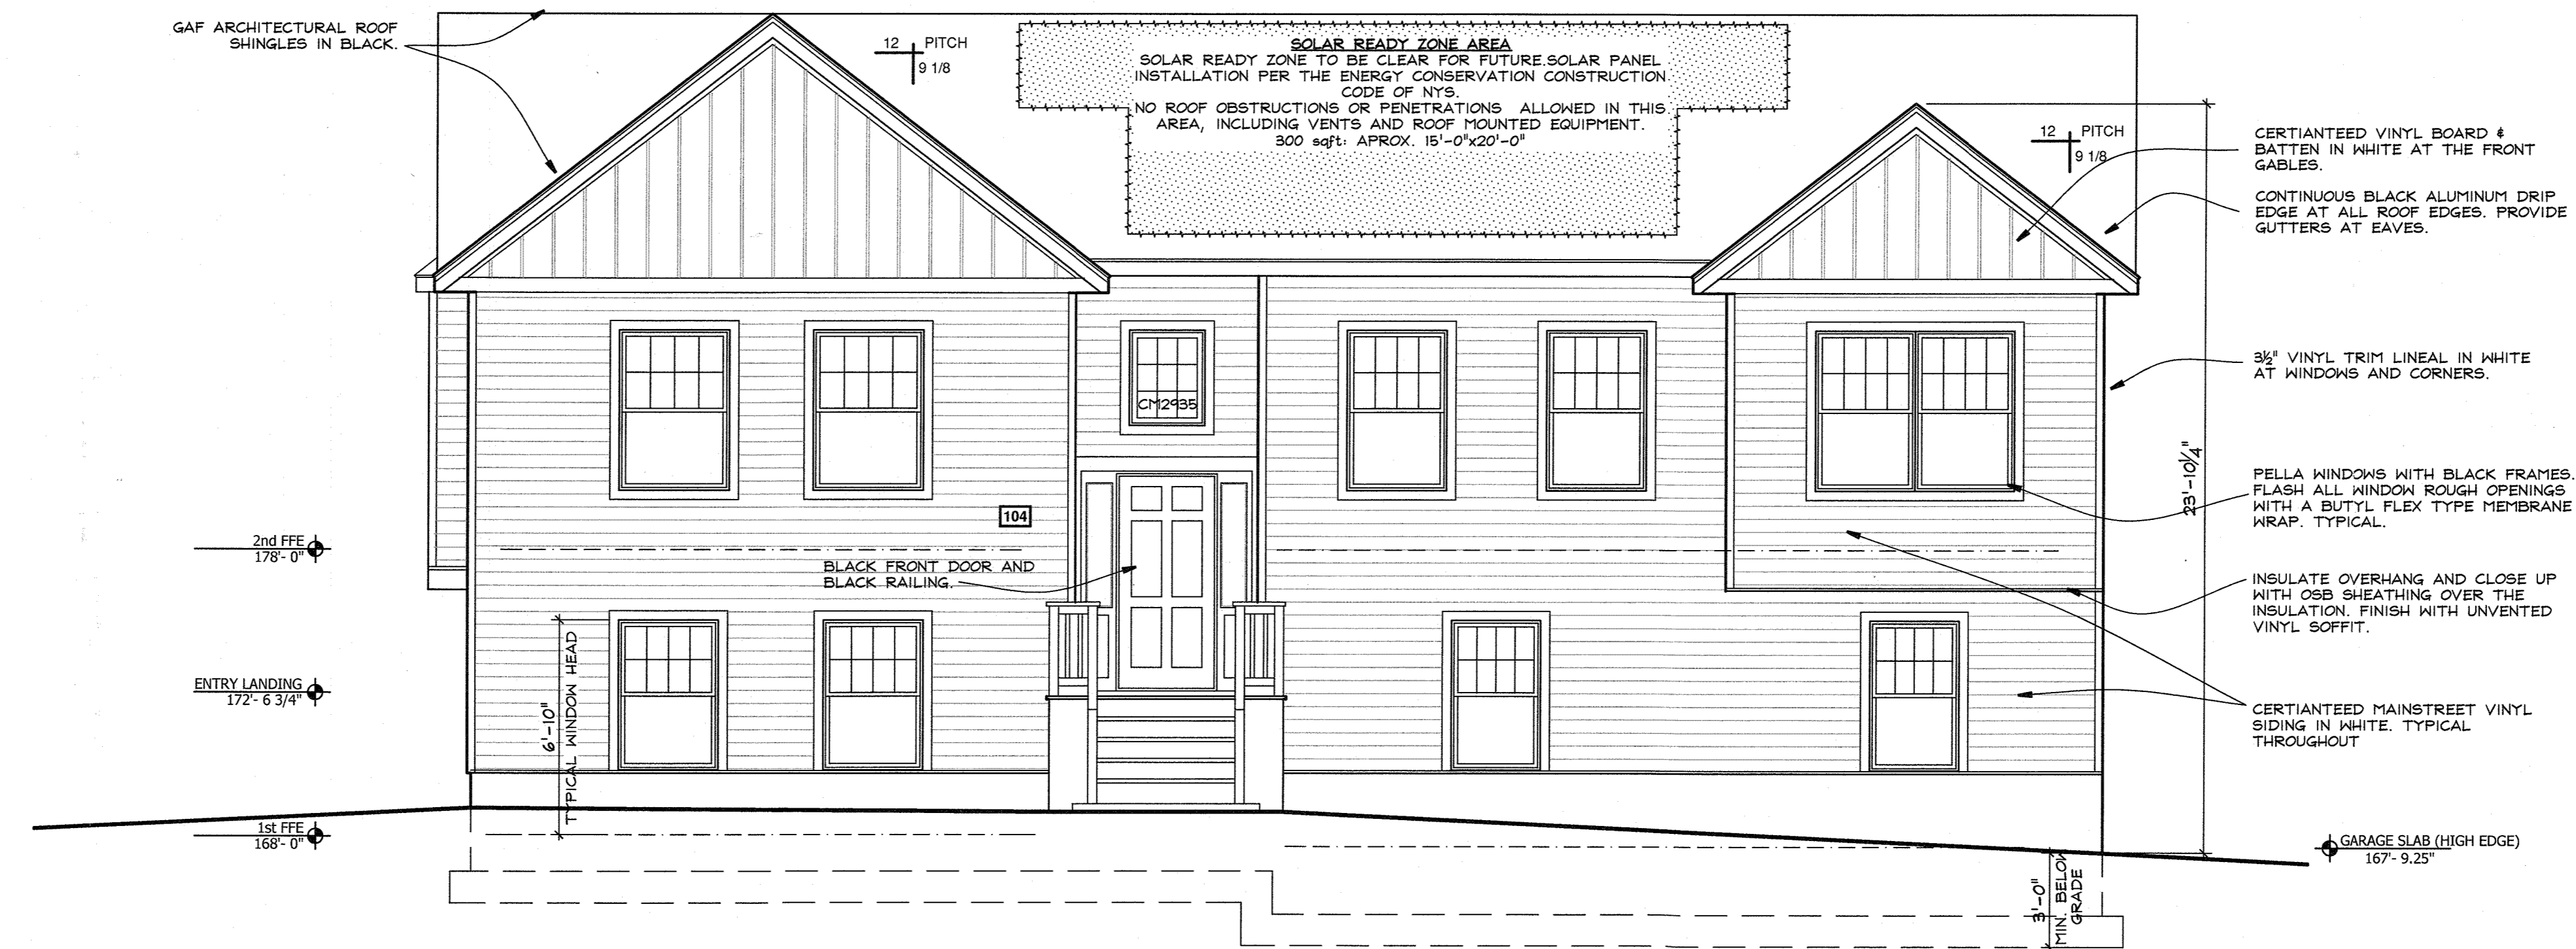 GAF ARCHITECTURAL ROOF
SHINGLES IN BLACK.
12 PITCH
9 1/8
SOLAR READY ZONE AREA
SOLAR READY ZONE TO BE CLEAR FOR FUTURE.SOLAR PANEL
INSTALLATION PER THE ENERGY CONSERVATION CONSTRUCTION
CODE OF NYS.
NO ROOF OBSTRUCTIONS OR PENETRATIONS ALLOWED IN THIS
AREA, INCLUDING VENTS AND ROOF MOUNTED EQUIPMENT.
300 sqft: APROX. 15'-0"x20'-0"
12 PITCH
9 1/8
CERTIANTEED VINYL BOARD &
BATTEN IN WHITE AT THE FRONT
GABLES.
CONTINUOUS BLACK ALUMINUM DRIP
EDGE AT ALL ROOF EDGES. PROVIDE
GUTTERS AT EAVES.
3½" VINYL TRIM LINEAL IN WHITE
AT WINDOWS AND CORNERS.
CM2935
23'-10¼"
PELLA WINDOWS WITH BLACK FRAMES.
FLASH ALL WINDOW ROUGH OPENINGS
WITH A BUTYL FLEX TYPE MEMBRANE
WRAP. TYPICAL.
104
2nd FFE
178'- 0"
BLACK FRONT DOOR AND
BLACK RAILING.
INSULATE OVERHANG AND CLOSE UP
WITH OSB SHEATHING OVER THE
INSULATION. FINISH WITH UNVENTED
VINYL SOFFIT.
ENTRY LANDING
172'- 6 3/4"
6'-10"
TYPICAL WINDOW HEAD
CERTIANTEED MAINSTREET VINYL
SIDING IN WHITE. TYPICAL
THROUGHOUT
1st FFE
168'- 0"
GARAGE SLAB (HIGH EDGE)
167'- 9.25"
3'-0"
MIN. BELOW
GRADE